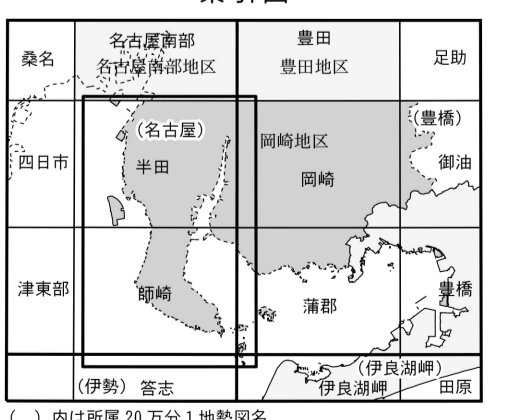 桑名
名古屋南部
名古屋南部地区
豊田
豊田地区
足助
四日市
(名古屋)
半田
岡崎地区
岡崎
(豊橋)
御油
津東部
師崎
蒲郡
豊橋
(伊勢) 答志
(伊良湖岬)
伊良湖岬
田原
( )内は所属20万分1地勢図名